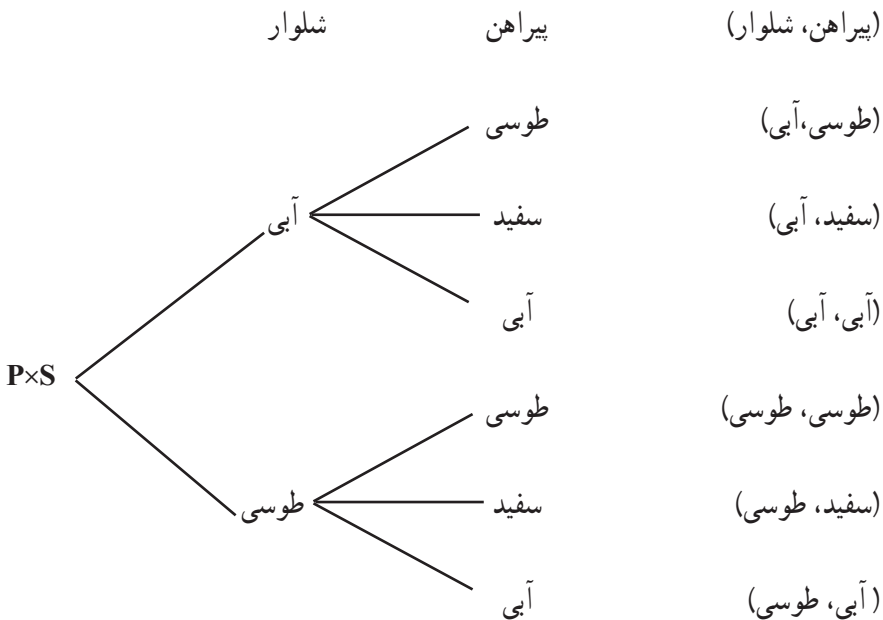 (پیراهن، شلوار) پیراهن شلوار
(طوسی،آبی) طوسی
(سفید، آبی) سفید آبی
(آبی، آبی) آبی
P×S
(طوسی، طوسی) طوسی
(سفید، طوسی) سفید طوسی
( آبی، طوسی) آبی